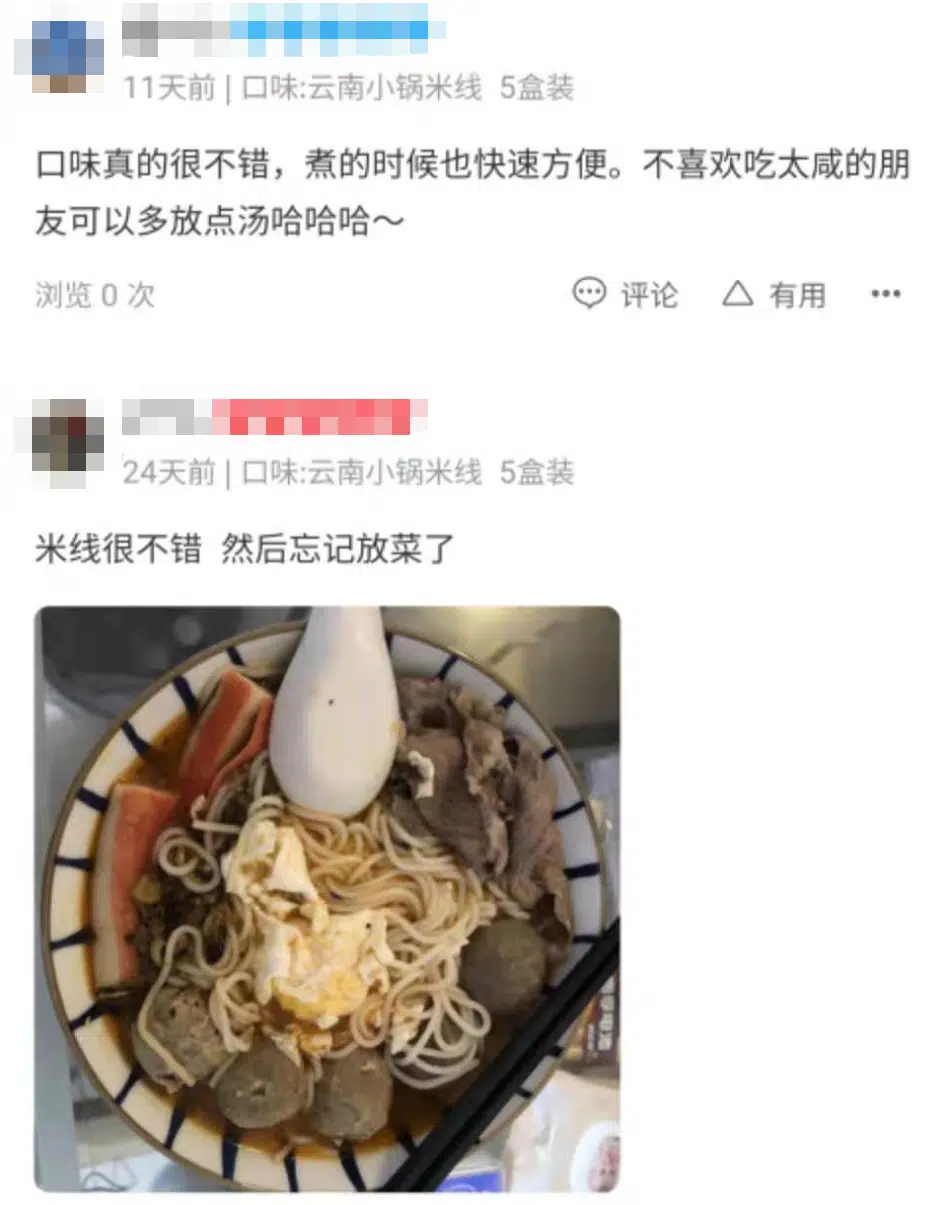 11天前 | 口味:云南小锅米线 5盒装
口味真的很不错，煮的时候也快速方便。不喜欢吃太咸的朋
友可以多放点汤哈哈哈～
浏览 0 次
评论
有用
24天前 | 口味:云南小锅米线 5盒装
米线很不错 然后忘记放菜了